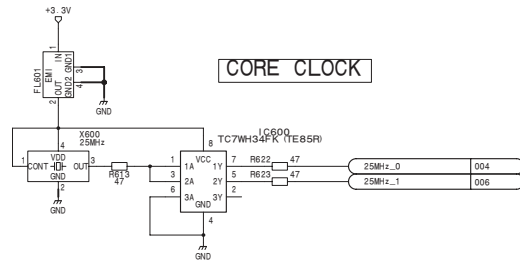 +3.3V
1
IN
FL601
EMI
GND1
3
GND2
4
OUT
2
GND
CORE CLOCK
X600
25MHz
IC600
TC7WH34FK (TE85R)
4
8
VDD
VCC
1
CONT
OUT
3
GND
2
GND
R613
47
1
1A
1Y
7
R622
47
25MHz_0
004
3
2A
2Y
5
R623
47
25MHz_1
006
6
3A
3Y
2
GND
4
GND